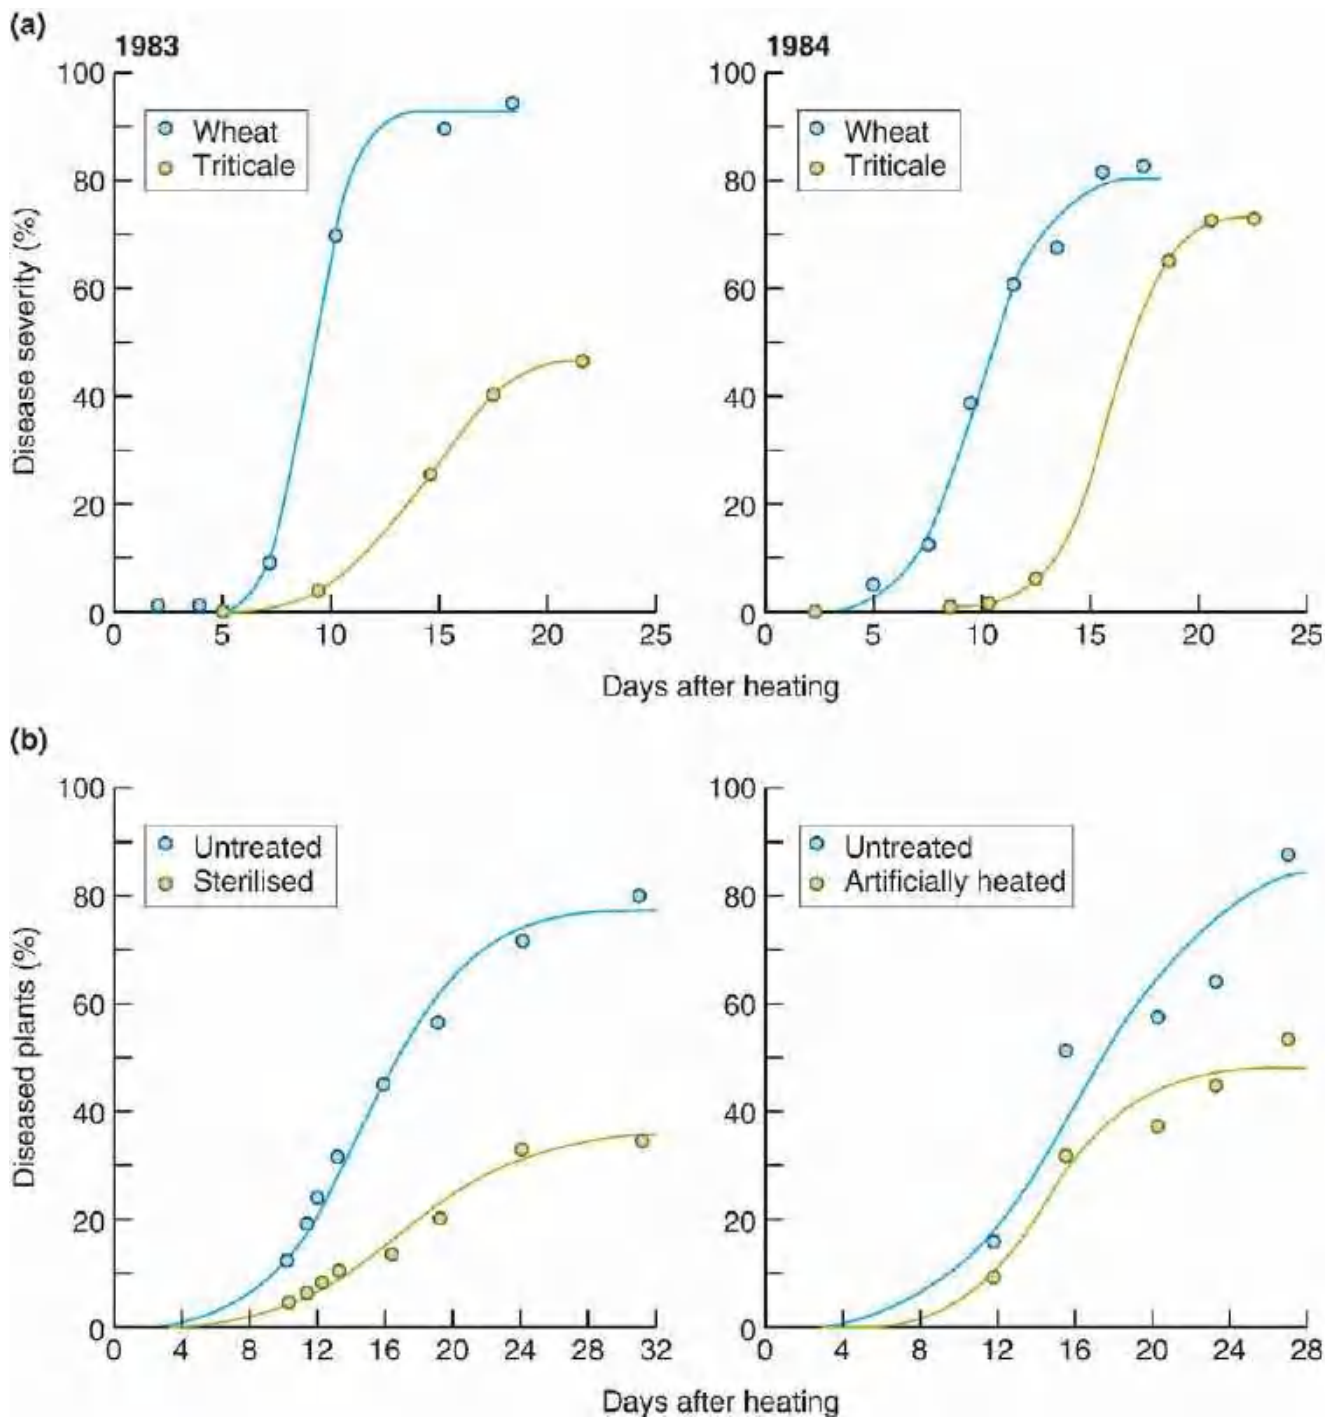 (a)
1983
100
80
60
40
20
0
Disease severity (%)
Wheat
Triticale
0 5 10 15 20 25
1984
100
80
60
40
20
0
Wheat
Triticale
0 5 10 15 20 25
Days after heating
(b)
100
80
60
40
20
0
Diseased plants (%)
Untreated
Sterilised
0 4 8 12 16 20 24 28 32
100
80
60
40
20
0
Untreated
Artificially heated
0 4 8 12 16 20 24 28
Days after heating